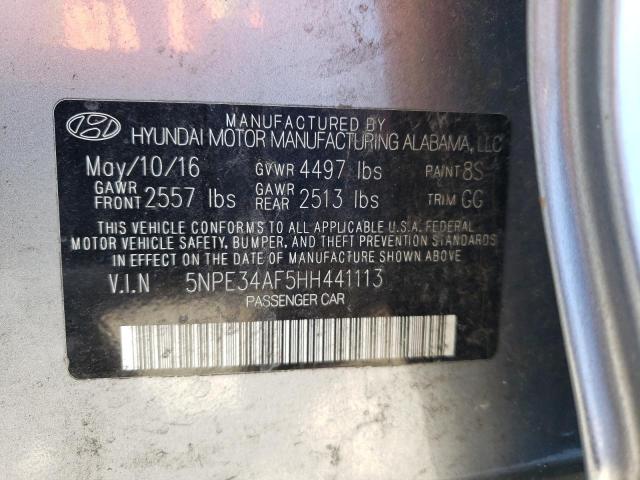 MANUFACTURED BY
HYUNDAI MOTOR MANUFACTURING ALABAMA, LLC
May/10/16 GVWR 4497 lbs PAINT 8S
GAWR FRONT 2557 lbs GAWR REAR 2513 lbs TRIM GG
THIS VEHICLE CONFORMS TO ALL APPLICABLE U.S.A. FEDERAL
MOTOR VEHICLE SAFETY, BUMPER, AND THEFT PREVENTION STANDARDS
IN EFFECT ON THE DATE OF MANUFACTURE SHOWN ABOVE.
V.I.N 5NPE34AF5HH441113
PASSENGER CAR